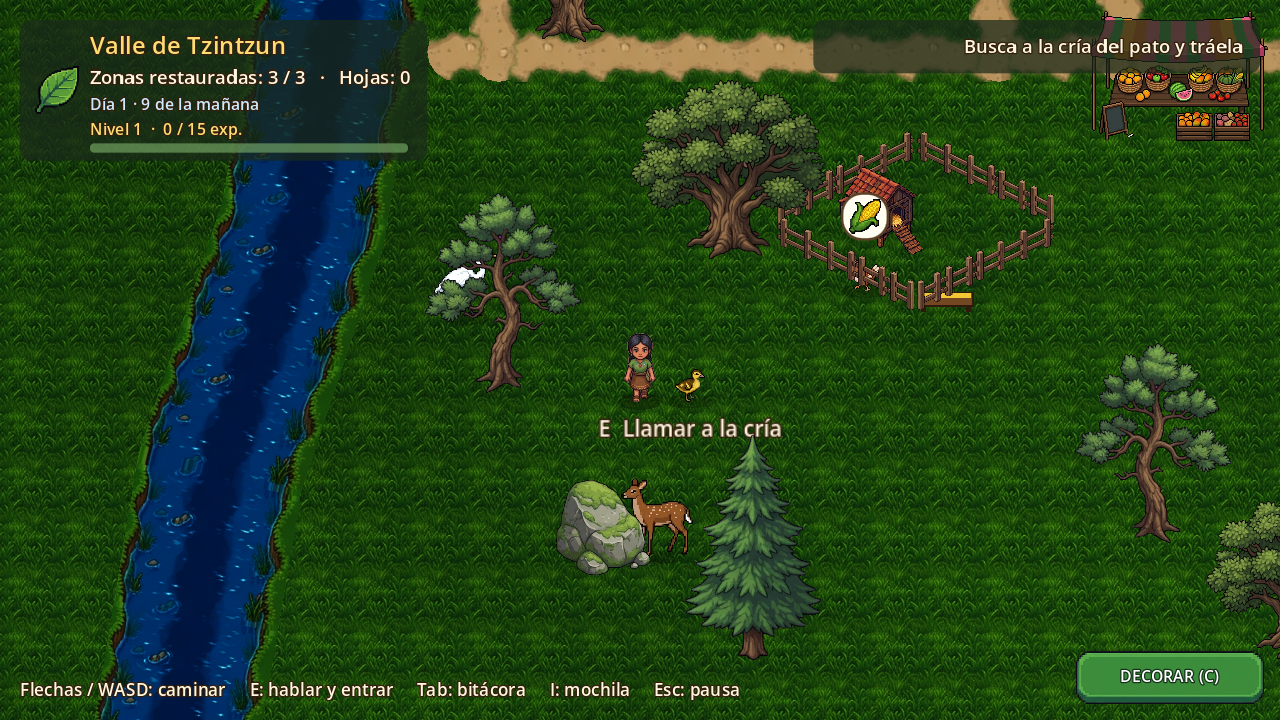 Valle de Tzintzun
Zonas restauradas: 3 / 3 · Hojas: 0
Día 1 · 9 de la mañana
Nivel 1 · 0 / 15 exp.
Busca a la cría del pato y tráela
E Llamar a la cría
Flechas / WASD: caminar E: hablar y entrar Tab: bitácora I: mochila Esc: pausa
DECORAR (C)